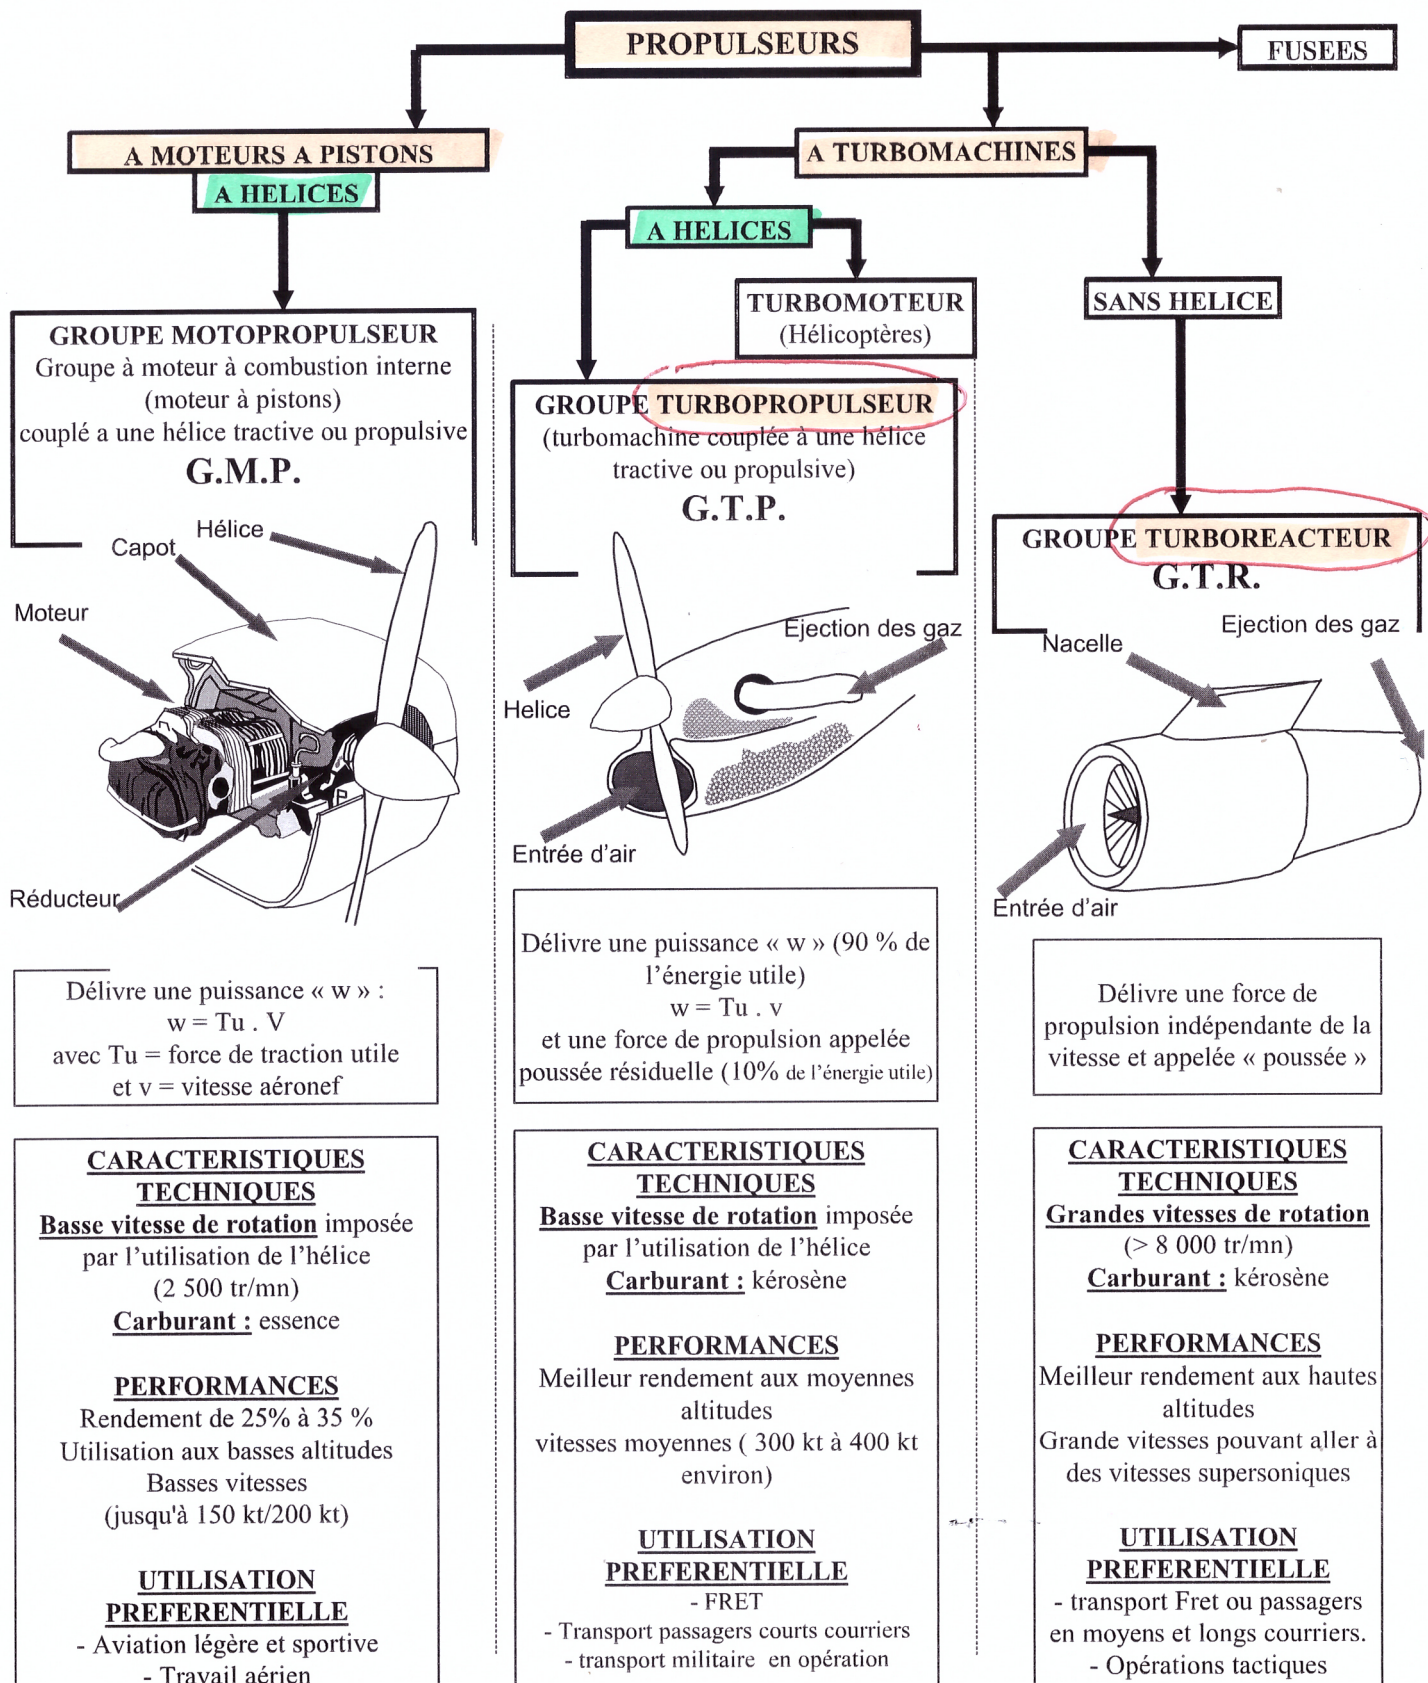 PROPULSEURS
FUSEES
A MOTEURS A PISTONS
A HELICES
A TURBOMACHINES
A HELICES
TURBOMOTEUR
(Hélicoptères)
SANS HELICE
GROUPE MOTOPROPULSEUR
Groupe à moteur à combustion interne
(moteur à pistons)
couplé a une hélice tractive ou propulsive
G.M.P.
Hélice
Capot
Moteur
Réducteur
Délivre une puissance « w » :
w = Tu . V
avec Tu = force de traction utile
et v = vitesse aéronef
CARACTERISTIQUES
TECHNIQUES
Basse vitesse de rotation imposée
par l'utilisation de l'hélice
(2 500 tr/mn)
Carburant : essence
PERFORMANCES
Rendement de 25% à 35 %
Utilisation aux basses altitudes
Basses vitesses
(jusqu'à 150 kt/200 kt)
UTILISATION
PREFERENTIELLE
- Aviation légère et sportive
- Travail aérien
GROUPE TURBOPROPULSEUR
(turbomachine couplée à une hélice
tractive ou propulsive)
G.T.P.
Ejection des gaz
Helice
Entrée d'air
Délivre une puissance « w » (90 % de
l'énergie utile)
w = Tu . v
et une force de propulsion appelée
poussée résiduelle (10% de l'énergie utile)
CARACTERISTIQUES
TECHNIQUES
Basse vitesse de rotation imposée
par l'utilisation de l'hélice
Carburant : kérosène
PERFORMANCES
Meilleur rendement aux moyennes
altitudes
vitesses moyennes ( 300 kt à 400 kt
environ)
UTILISATION
PREFERENTIELLE
- FRET
- Transport passagers courts courriers
- transport militaire en opération
GROUPE TURBOREACTEUR
G.T.R.
Ejection des gaz
Nacelle
Entrée d'air
Délivre une force de
propulsion indépendante de la
vitesse et appelée « poussée »
CARACTERISTIQUES
TECHNIQUES
Grandes vitesses de rotation
(> 8 000 tr/mn)
Carburant : kérosène
PERFORMANCES
Meilleur rendement aux hautes
altitudes
Grande vitesses pouvant aller à
des vitesses supersoniques
UTILISATION
PREFERENTIELLE
- transport Fret ou passagers
en moyens et longs courriers.
- Opérations tactiques